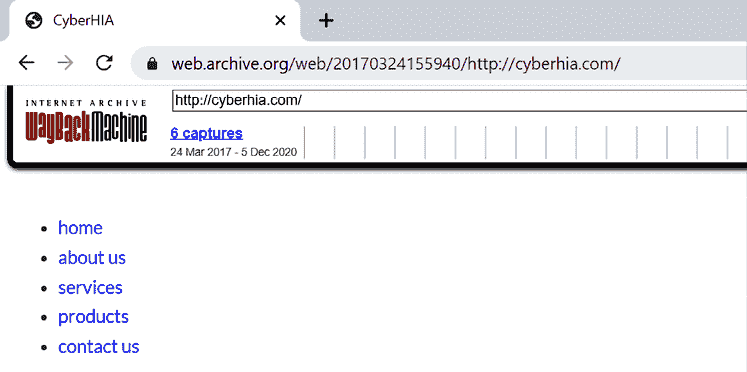 CyberHIA
web.archive.org/web/20170324155940/http://cyberhia.com/
INTERNET ARCHIVE
WayBackMachine
http://cyberhia.com/
6 captures
24 Mar 2017 - 5 Dec 2020
home
about us
services
products
contact us